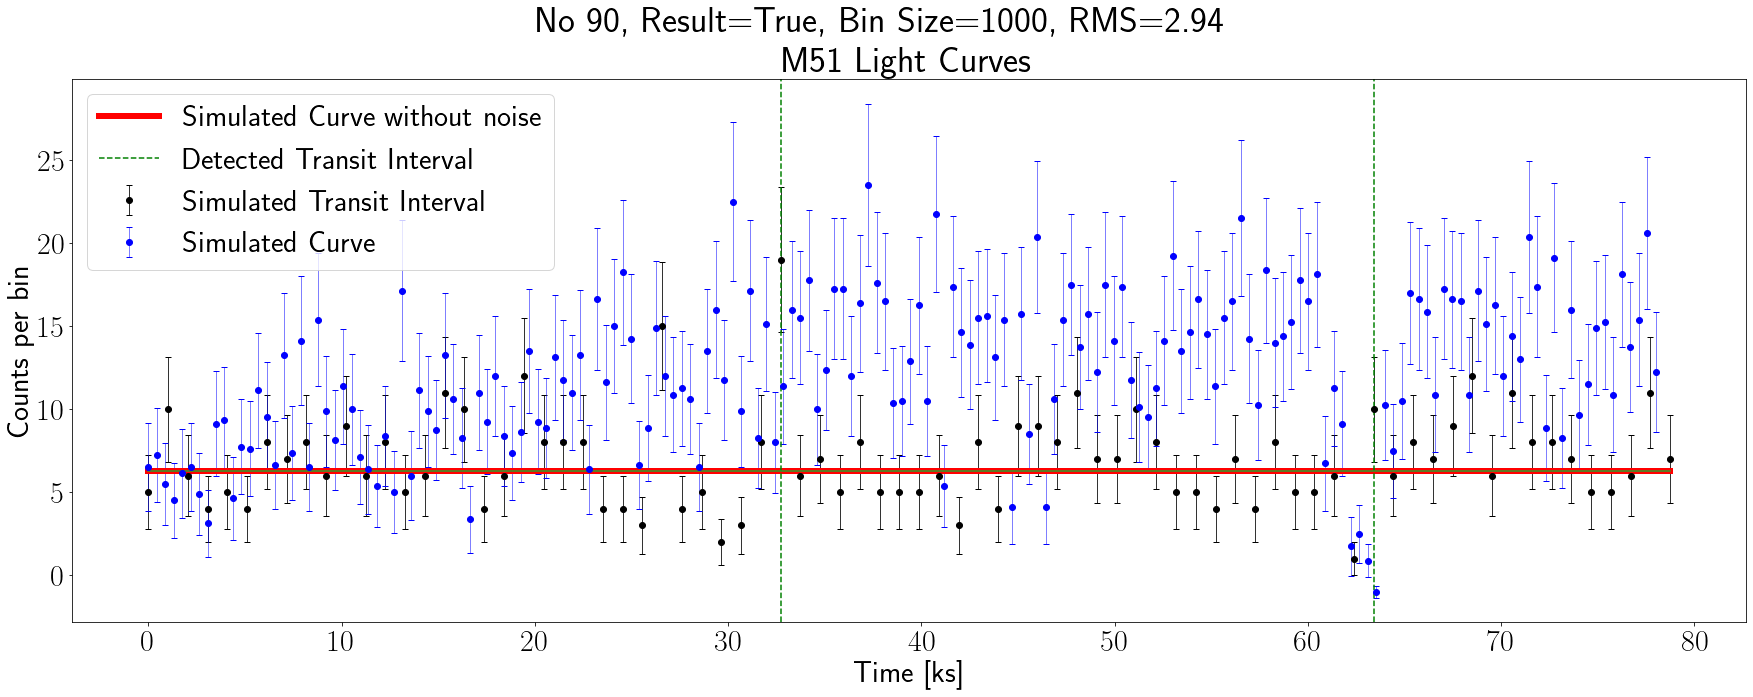 No 90, Result=True, Bin Size=1000, RMS=2.94
M51 Light Curves
Simulated Curve without noise
Detected Transit Interval
Simulated Transit Interval
Simulated Curve
Counts per bin
25
20
15
10
5
0
0 10 20 30 40 50 60 70 80
Time [ks]